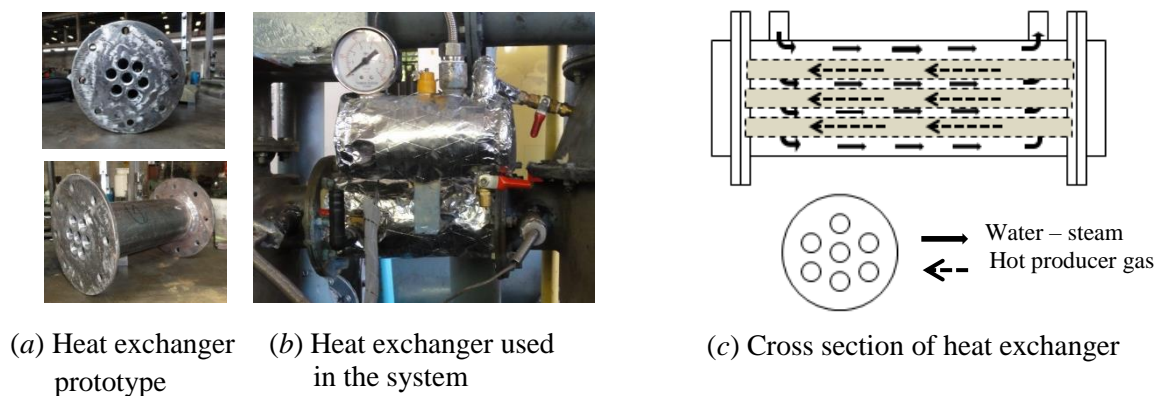 Water – steam
Hot producer gas
(a) Heat exchanger
prototype
(b) Heat exchanger used
in the system
(c) Cross section of heat exchanger